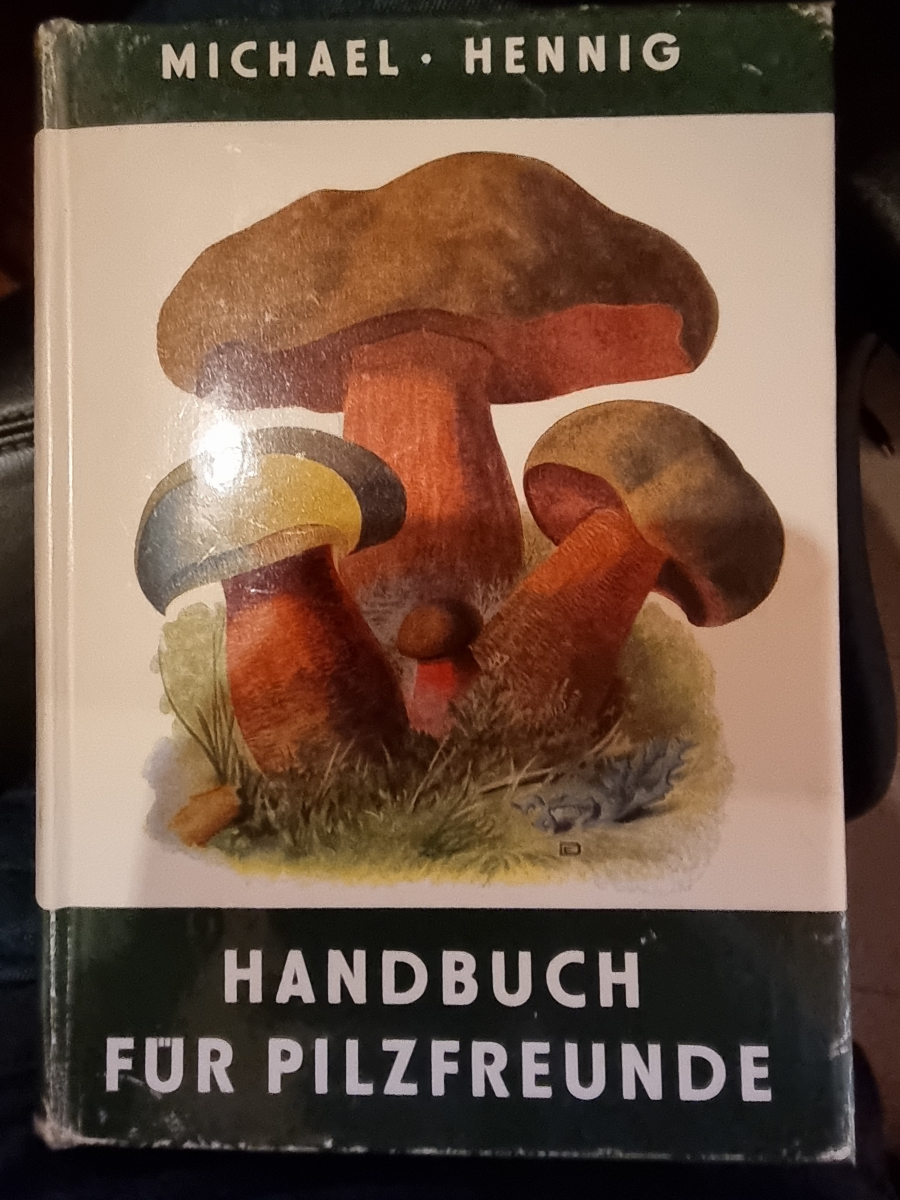 MICHAEL · HENNIG
HANDBUCH
FÜR PILZFREUNDE